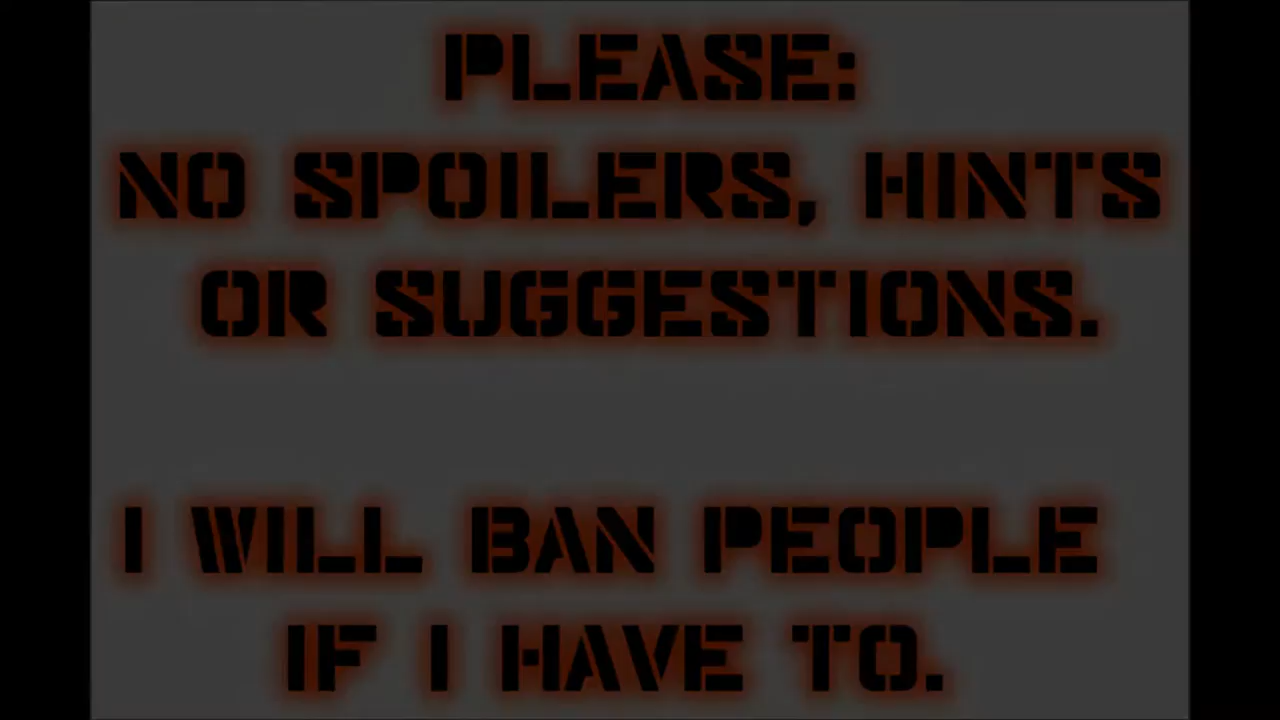 PLEASE:
NO SPOILERS, HINTS
OR SUGGESTIONS.
I WILL BAN PEOPLE
IF I HAVE TO.